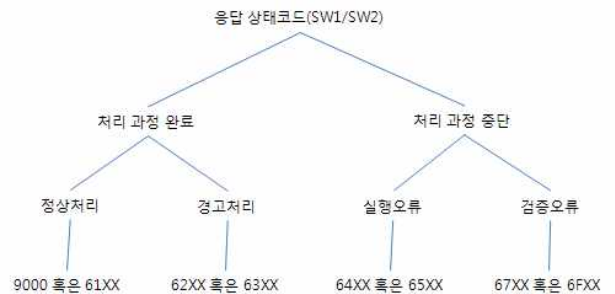 응답 상태코드(SW1/SW2)
처리 과정 완료
처리 과정 중단
정상처리
경고처리
실행오류
검증오류
9000 혹은 61XX
62XX 혹은 63XX
64XX 혹은 65XX
67XX 혹은 6FXX